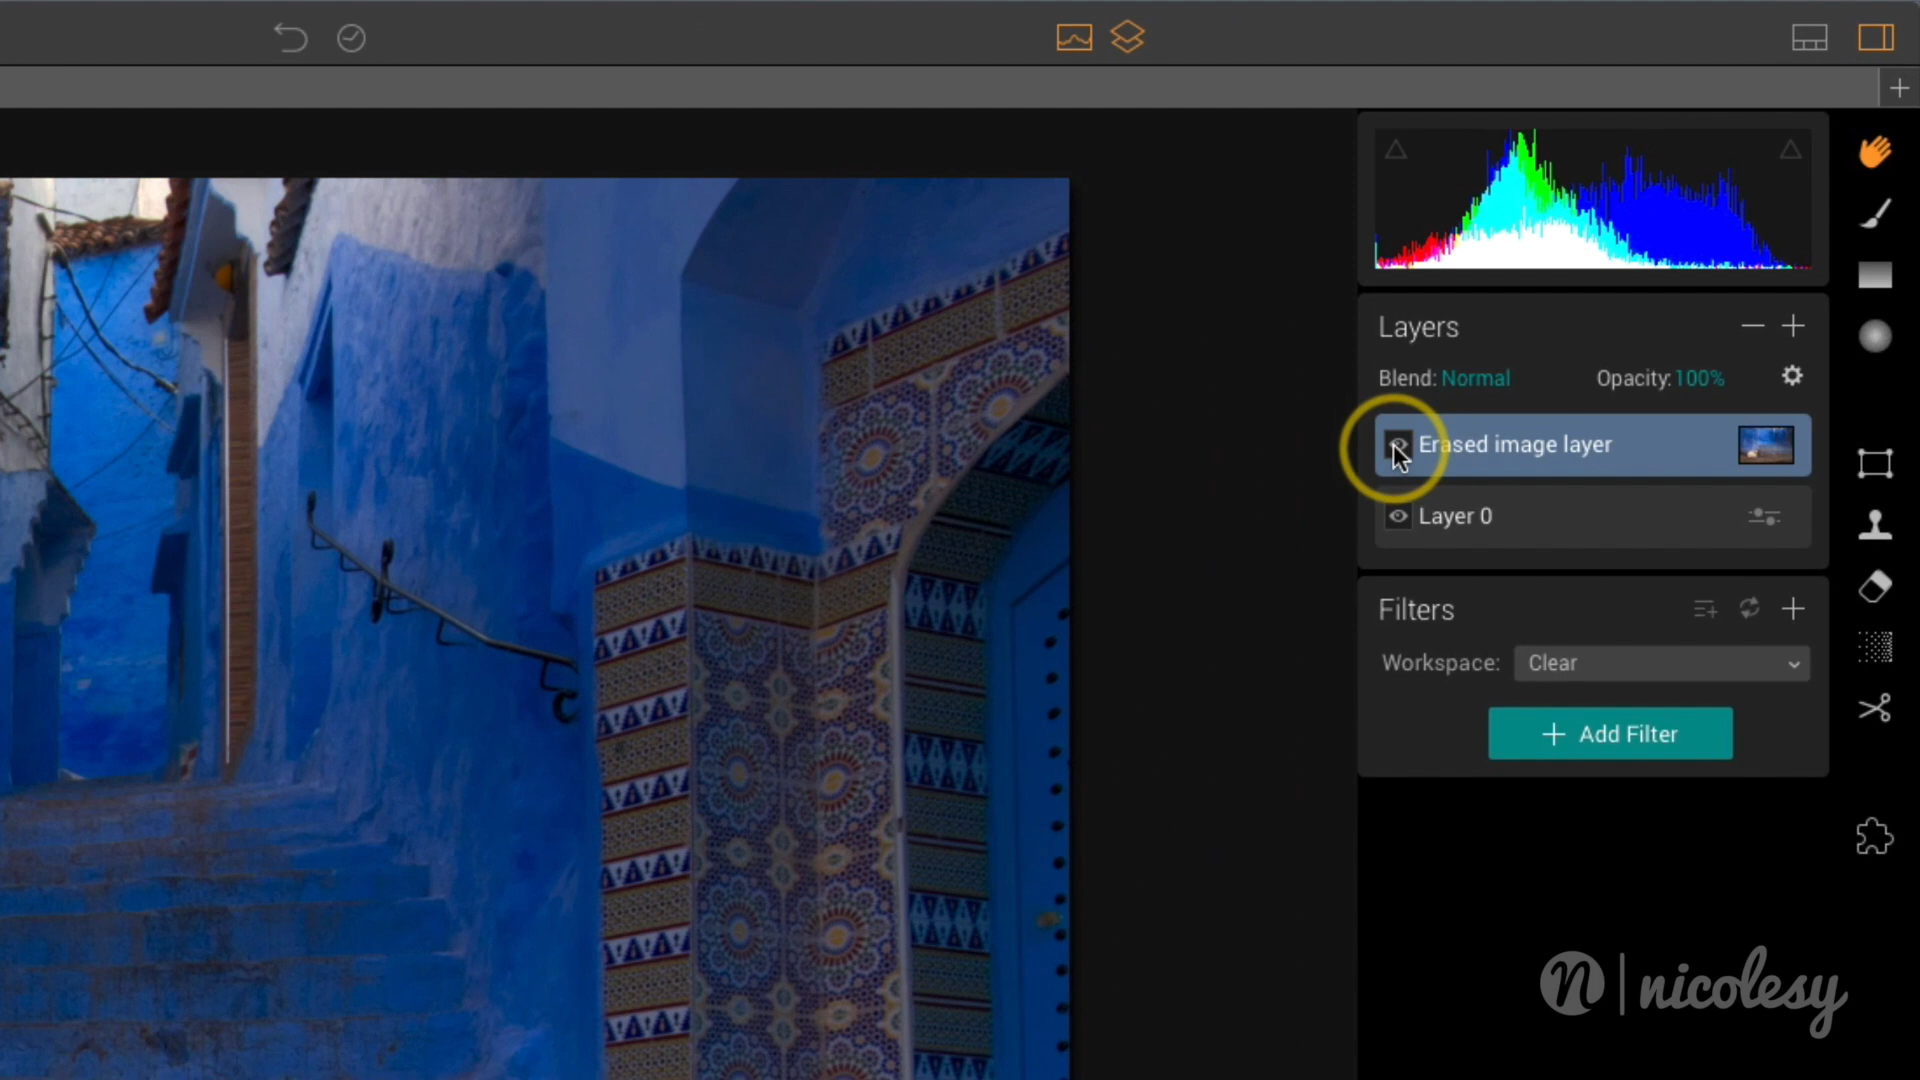 Layers
Blend: Normal Opacity: 100%
Erased image layer
Layer 0
Filters
Workspace: Clear
+ Add Filter
n | nicolesy